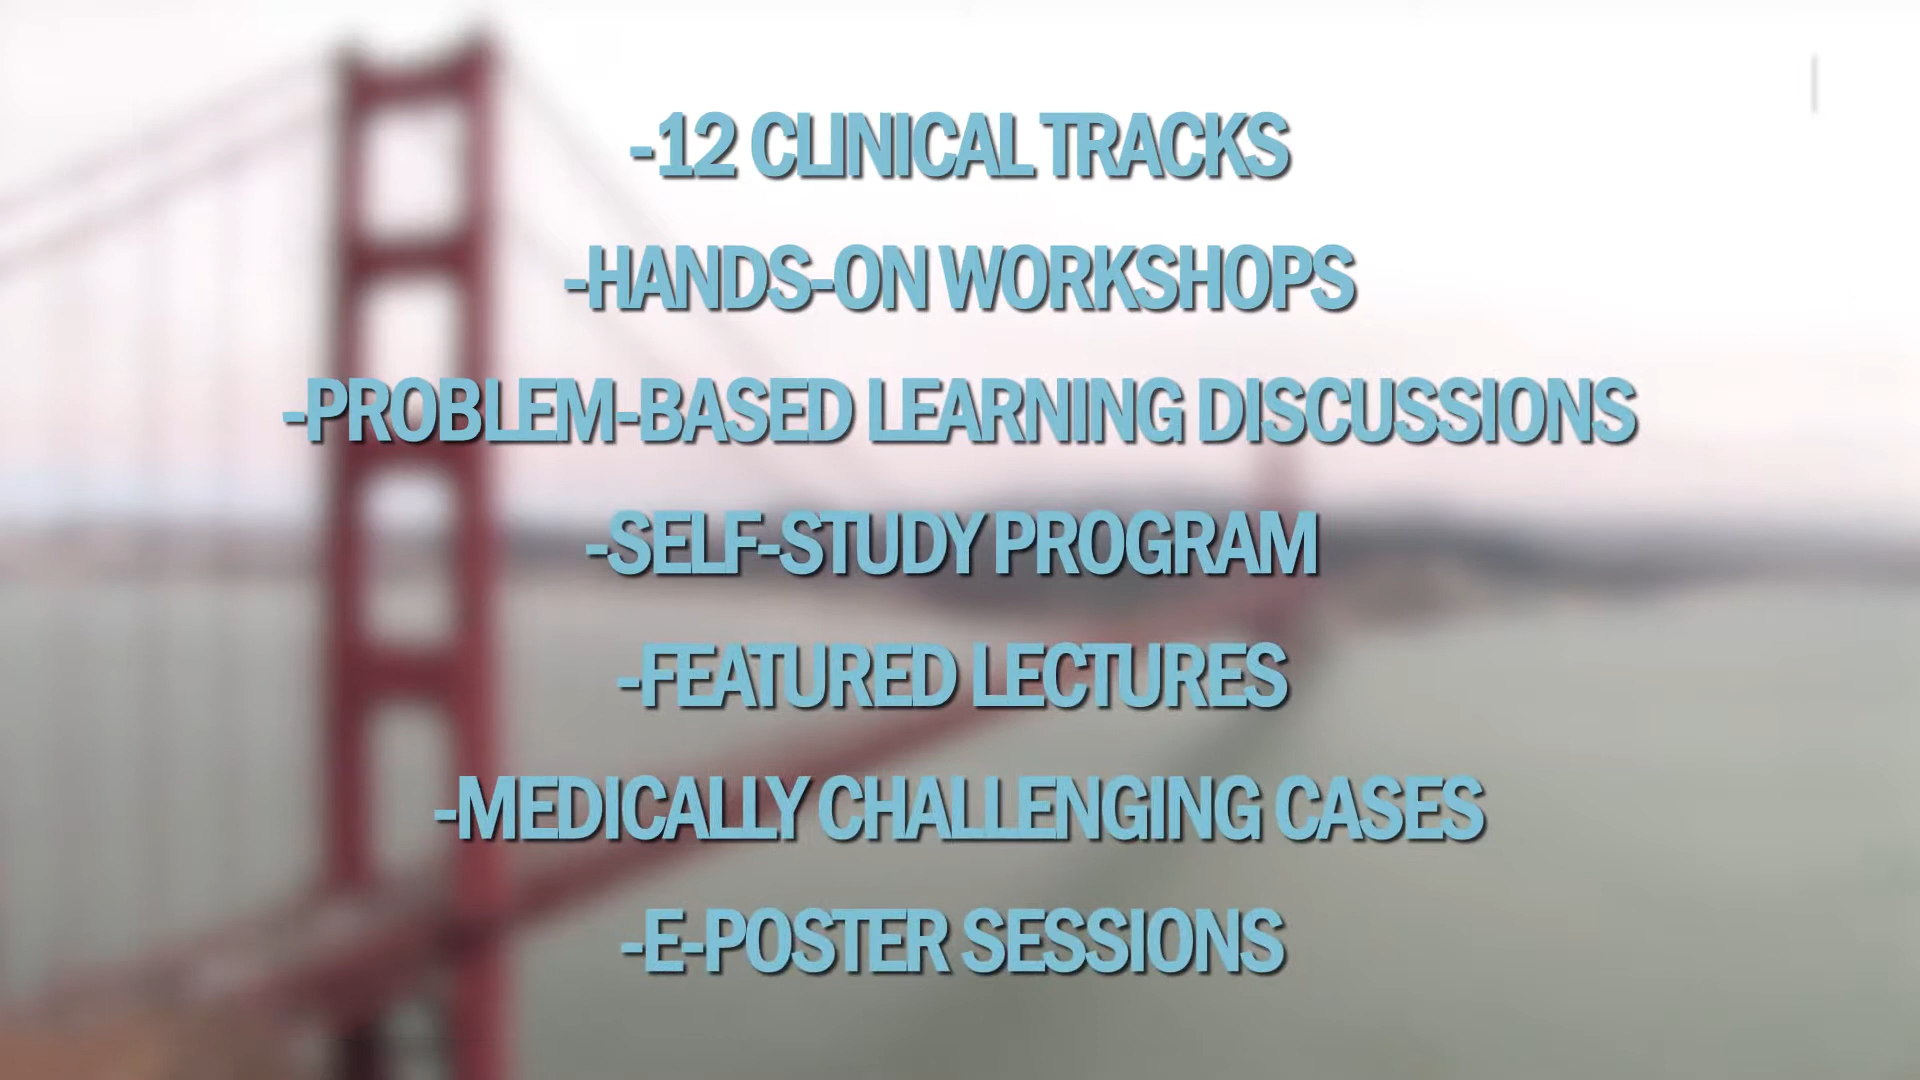 -12 CLINICAL TRACKS
-HANDS-ON WORKSHOPS
-PROBLEM-BASED LEARNING DISCUSSIONS
-SELF-STUDY PROGRAM
-FEATURED LECTURES
-MEDICALLY CHALLENGING CASES
-E-POSTER SESSIONS